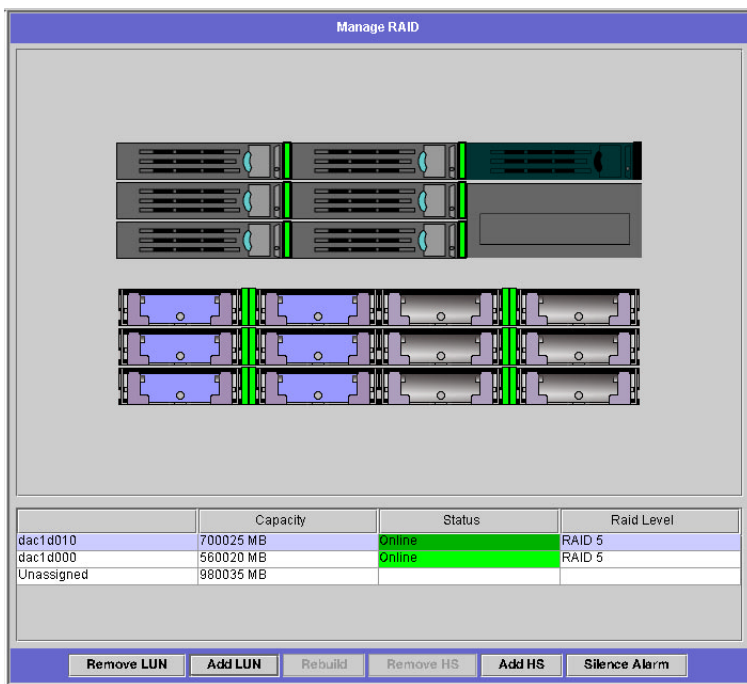 Manage RAID
Capacity Status Raid Level
dac1d010 700025 MB Online RAID 5
dac1d000 560020 MB Online RAID 5
Unassigned 980035 MB
Remove LUN Add LUN Rebuild Remove HS Add HS Silence Alarm